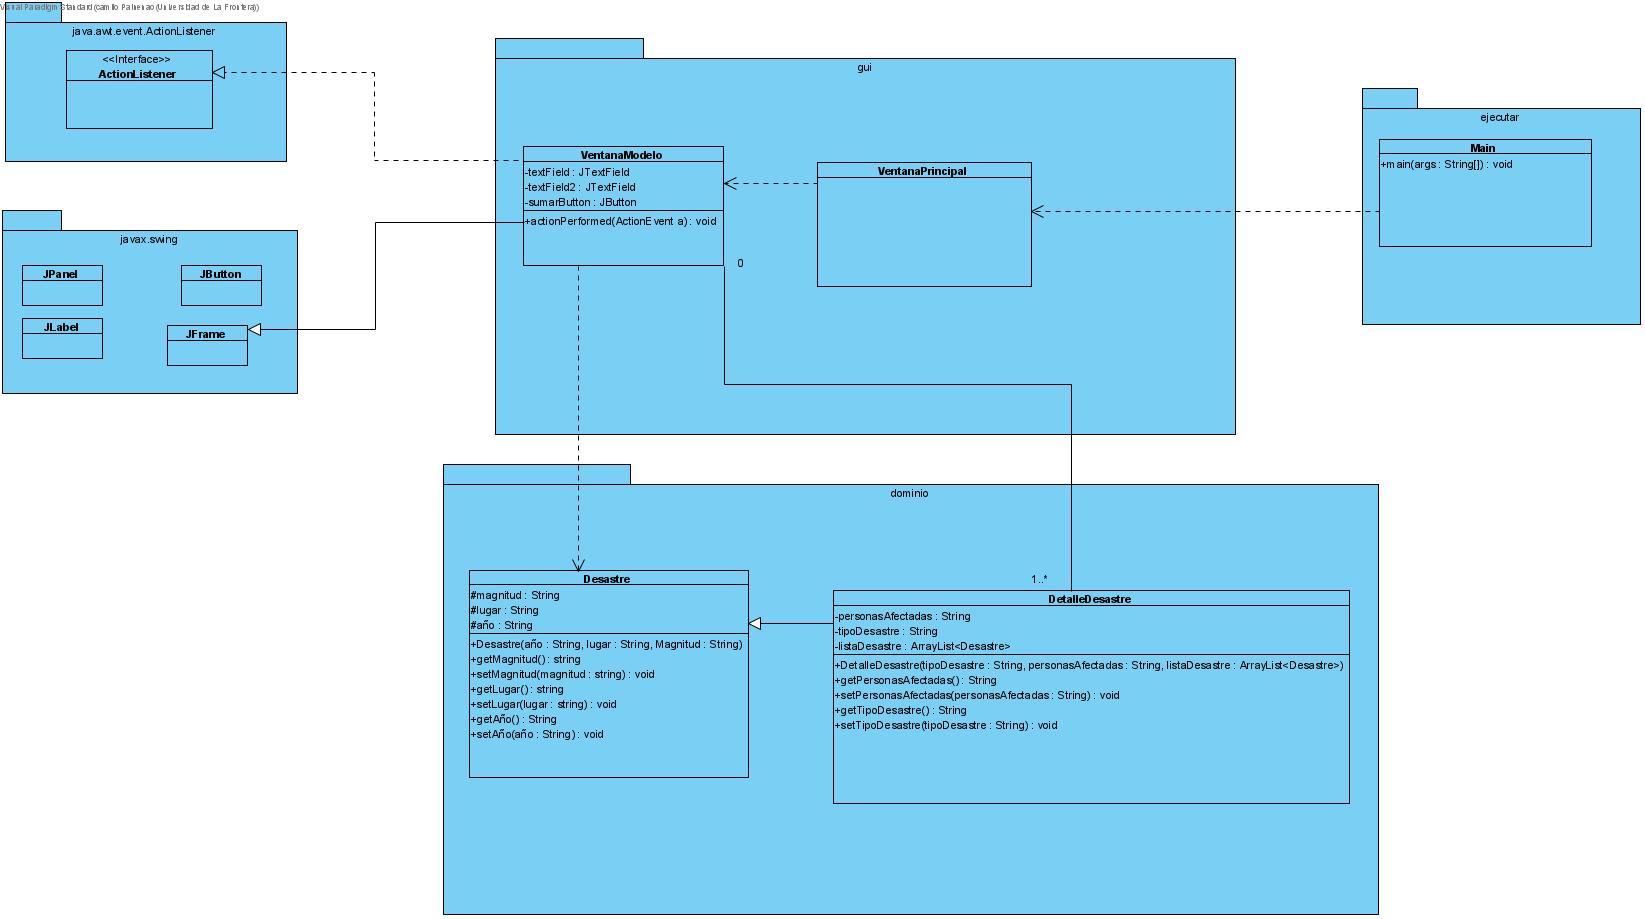 Visual Paradigm Standard(camilo Pailnenao (Universidad de La Frontera))
java.awt.event.ActionListener
<<Interface>>
ActionListener
javax.swing
JPanel
JButton
JLabel
JFrame
gui
VentanaModelo
-textField : JTextField
-textField2 : JTextField
-sumarButton : JButton
+actionPerformed(ActionEvent a) : void
0
VentanaPrincipal
ejecutar
Main
+main(args : String[]) : void
dominio
Desastre
#magnitud : String
#lugar : String
#año : String
+Desastre(año : String, lugar : String, Magnitud : String)
+getMagnitud() : string
+setMagnitud(magnitud : string) : void
+getLugar() : string
+setLugar(lugar : string) : void
+getAño() : String
+setAño(año : String) : void
1..*
DetalleDesastre
-personasAfectadas : String
-tipoDesastre : String
-listaDesastre : ArrayList<Desastre>
+DetalleDesastre(tipoDesastre : String, personasAfectadas : String, listaDesastre : ArrayList<Desastre>)
+getPersonasAfectadas() : String
+setPersonasAfectadas(personasAfectadas : String) : void
+getTipoDesastre() : String
+setTipoDesastre(tipoDesastre : String) : void